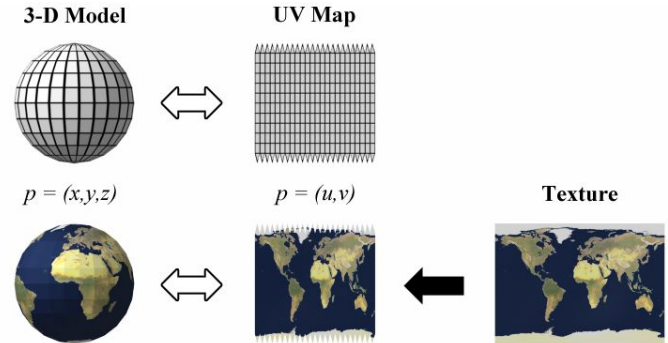 3-D Model
UV Map
p = (x,y,z)
p = (u,v)
Texture